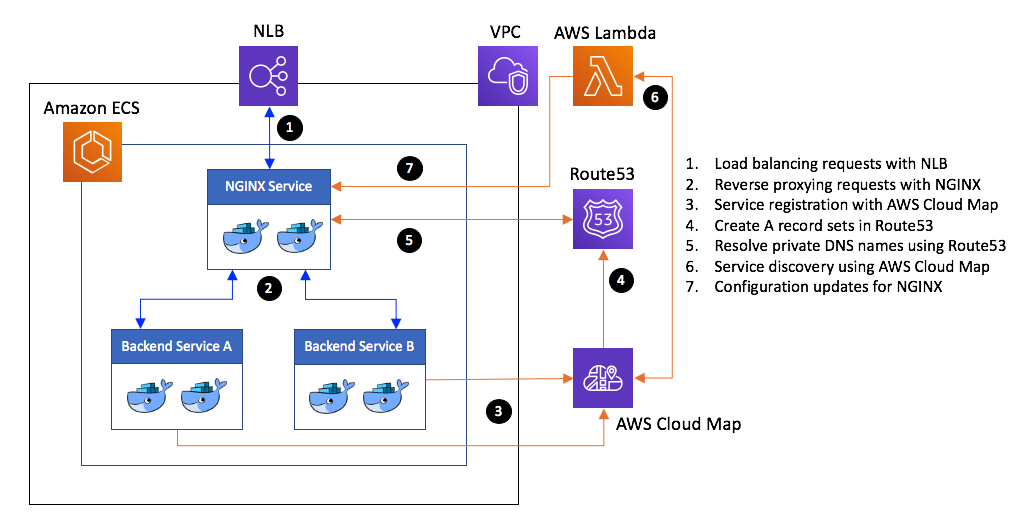 NLB
VPC
AWS Lambda
Amazon ECS
1
6
7
NGINX Service
Route53
53
5
2
4
Backend Service A
Backend Service B
3
AWS Cloud Map
1. Load balancing requests with NLB
2. Reverse proxying requests with NGINX
3. Service registration with AWS Cloud Map
4. Create A record sets in Route53
5. Resolve private DNS names using Route53
6. Service discovery using AWS Cloud Map
7. Configuration updates for NGINX